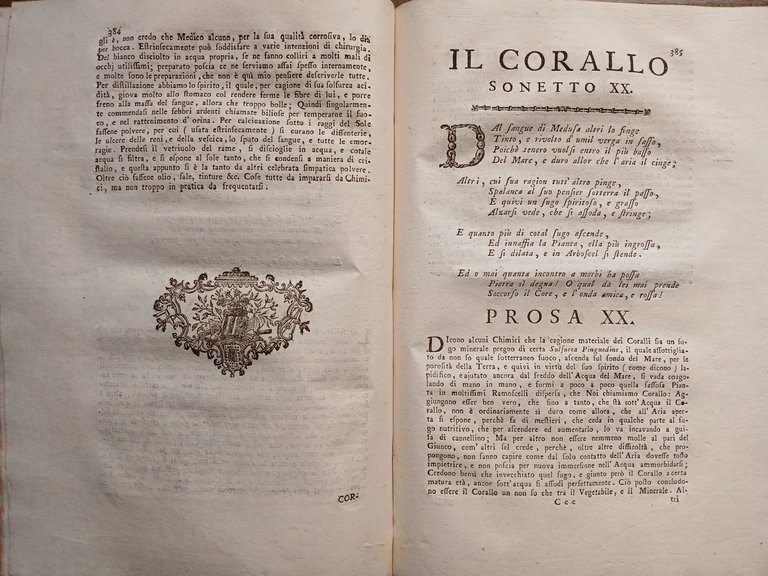 384
gli è, non credo che Medico alcuno, per la sua qualità corrosiva, lo dia
per bocca. Estrinsecamente può soddisfare a varie intenzioni di chirurgia.
Del bianco disciolto in acqua propria, se ne fanno colliri a molti mali di
occhj utilissimi; preparato poscia ce ne serviamo assai spesso internamente,
e molte sono le preparazioni, che non è quì mio pensiere descriverle tutte.
Per distillazione abbiamo lo spirito, il quale, per cagione di sua sulfurea aci-
dità, giova molto allo stomaco col rendere ferme le fibre di lui, e porre
freno alla massa del sangue, allora che troppo bolle; Quindi singolarmen-
te commendasi nelle febbri ardenti chiamate biliose per temperarne il fuo-
co, e nel rattenimento d'orina. Per calcinazione sotto i raggi del Sole
fassene polvere, per cui (usata estrinsecamente) si curano le dissenterie,
le ulcere delle reni, e della vescica, lo sputo del sangue, e tutte le emor-
ragie. Prendesi il vetriuolo del rame, si discioglie in acqua, e cotale
acqua si filtra, e si espone al sole tanto, che si condensi a maniera di cri-
stallo, e questa appunto si è la tanto da altri celebrata simpatica polvere.
Oltre ciò fassene olio, sale, tinture &c. Cose tutte da impararsi da Chimi-
ci, ma non troppo in pratica da frequentarsi.
COR-
385
IL CORALLO
SONETTO XX.
DAl sangue di Medusa altri lo finge
Tinto, e rivolto d'umil verga in sasso,
Poichè tenero vuolsi entro il più basso
Del Mare, e duro allor che l'aria il cinge;
Altri, cui sua ragion tutt' altro pinge,
Spalanca al suo pensier sotterra il passo,
E quivi un sugo spiritoso, e grasso
Alzarsi vede, che si assoda, e stringe;
E quanto più di cotal sugo ascende,
Ed innaffia la Pianta, ella più ingrossa,
E si dilata, e in Arboscel si stende.
Ed o mai quanta incontro a morbi ha possa
Pietra sì degna! O qual da lei mai prende
Soccorso il Core, e l'onda amica, e rossa!
PROSA XX.
DIcono alcuni Chimici che la cagione materiale dei Coralli sia un su-
go minerale pregno di certa Sulfurea Pinguedine, il quale assottiglia-
to da non so quale sotterraneo fuoco, ascenda sul fondo del Mare, per le
porosità della Terra, e quivi in virtù del suo spirito (come dicono) la-
pidifico, e ajutato ancora dal freddo dell'Acqua del Mare, si vada coago-
lando di mano in mano, e formi a poco a poco quella sassosa Pian-
ta in moltissimi Ramoscelli dispersa, che Noi chiamiamo Corallo: Ag-
giungono esser ben vero, che sino a tanto, che stà sott' Acqua il Co-
rallo, non è ordinariamente sì duro come allora, che all' Aria aper-
ta si espone, perchè fa di mestieri, che ceda in qualche parte al su-
go nutritivo, che per ascendere ed aumentarlo, lo va incavando a gui-
sa di cannellino; Ma per altro non essere nemmeno molle al pari del
Giunco, com' altri sel crede, perchè, oltre altre difficoltà, che pro-
pongono, non sanno capire come dal solo contatto dell'Aria dovesse tosto
impietrire, e non poscia per nuova immersione nell' Acqua ammorbidarsi;
Credono bensì che invecchiato quel sugo, e giunto però il Corallo a certa
matura età, ancor sott' acqua si assodi perfettamente. Ciò posto concludo-
no essere il Corallo un non so che tra il Vegetabile, e il Minerale. Al-
Ccc
tri